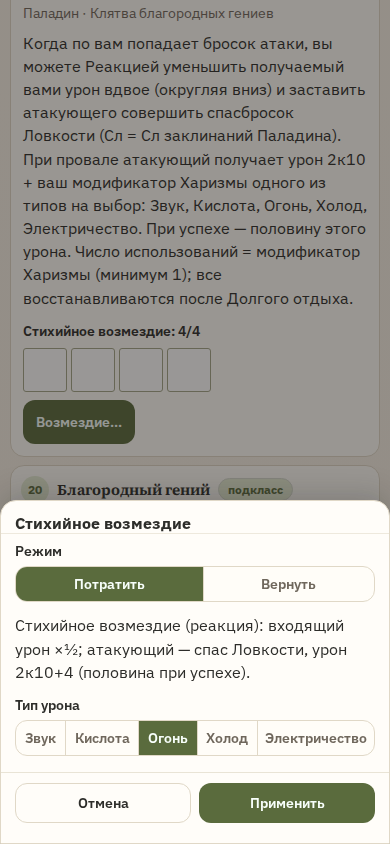 Паладин · Клятва благородных гениев
Когда по вам попадает бросок атаки, вы
можете Реакцией уменьшить получаемый
вами урон вдвое (округляя вниз) и заставить
атакующего совершить спасбросок
Ловкости (Сл = Сл заклинаний Паладина).
При провале атакующий получает урон 2к10
+ ваш модификатор Харизмы одного из
типов на выбор: Звук, Кислота, Огонь, Холод,
Электричество. При успехе — половину этого
урона. Число использований = модификатор
Харизмы (минимум 1); все
восстанавливаются после Долгого отдыха.
Стихийное возмездие: 4/4
Возмездие...
20 Благородный гений подкласс
Стихийное возмездие
Режим
Потратить Вернуть
Стихийное возмездие (реакция): входящий
урон ×½; атакующий — спас Ловкости, урон
2к10+4 (половина при успехе).
Тип урона
Звук Кислота Огонь Холод Электричество
Отмена Применить